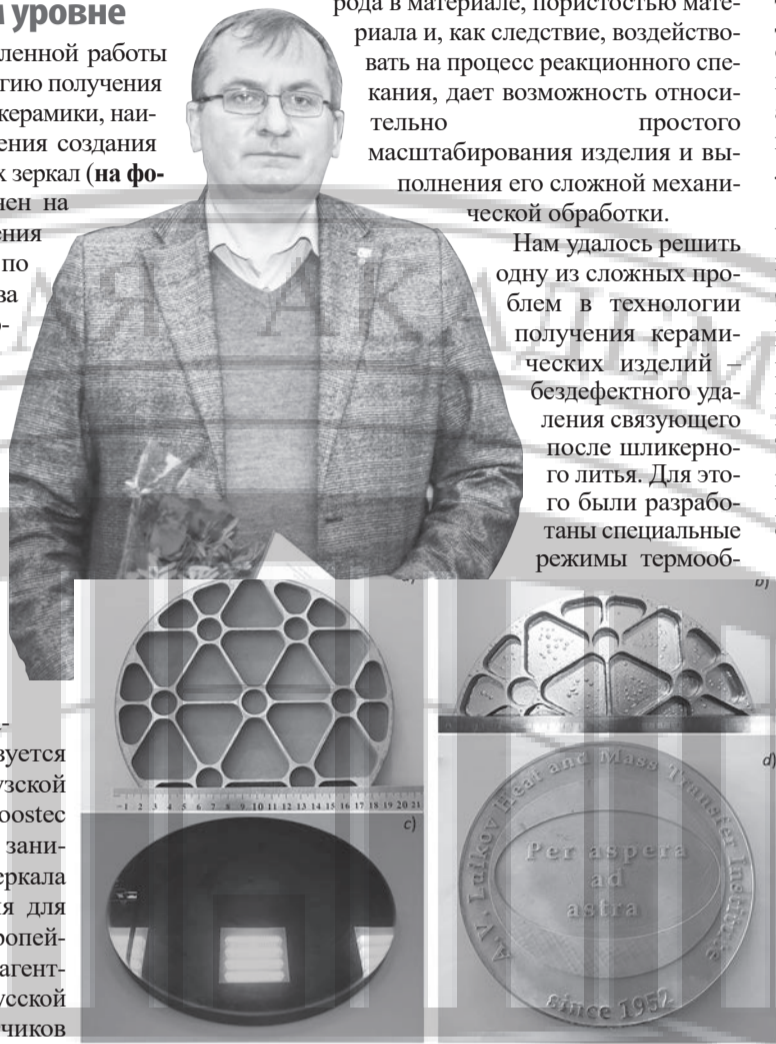 м уровне
ленной работы
гию получения
керамики, наи-
ения создания
х зеркал (на фо-
чен на
ения
по
ва
о-
зуется
узской
oostec
зани-
еркала
я для
ропей-
агент-
усской
чиков
рода в материале, пористостью мате-
риала и, как следствие, воздейство-
вать на процесс реакционного спе-
кания, дает возможность относи-
тельно простого
масштабирования изделия и вы-
полнения его сложной механи-
ческой обработки.
Нам удалось решить
одну из сложных про-
блем в технологии
получения керами-
ческих изделий –
бездефектного уда-
ления связующего
после шликерно-
го литья. Для это-
го были разрабо-
таны специальные
режимы термооб-
b)
1 2 3 4 5 6 7 8 9 10 11 12 13 14 15 16 17 18 19 20 21
c)
d)
A.V. Luikov Heat and Mass Transfer Institute
Per aspera
ad
astra
since 1952